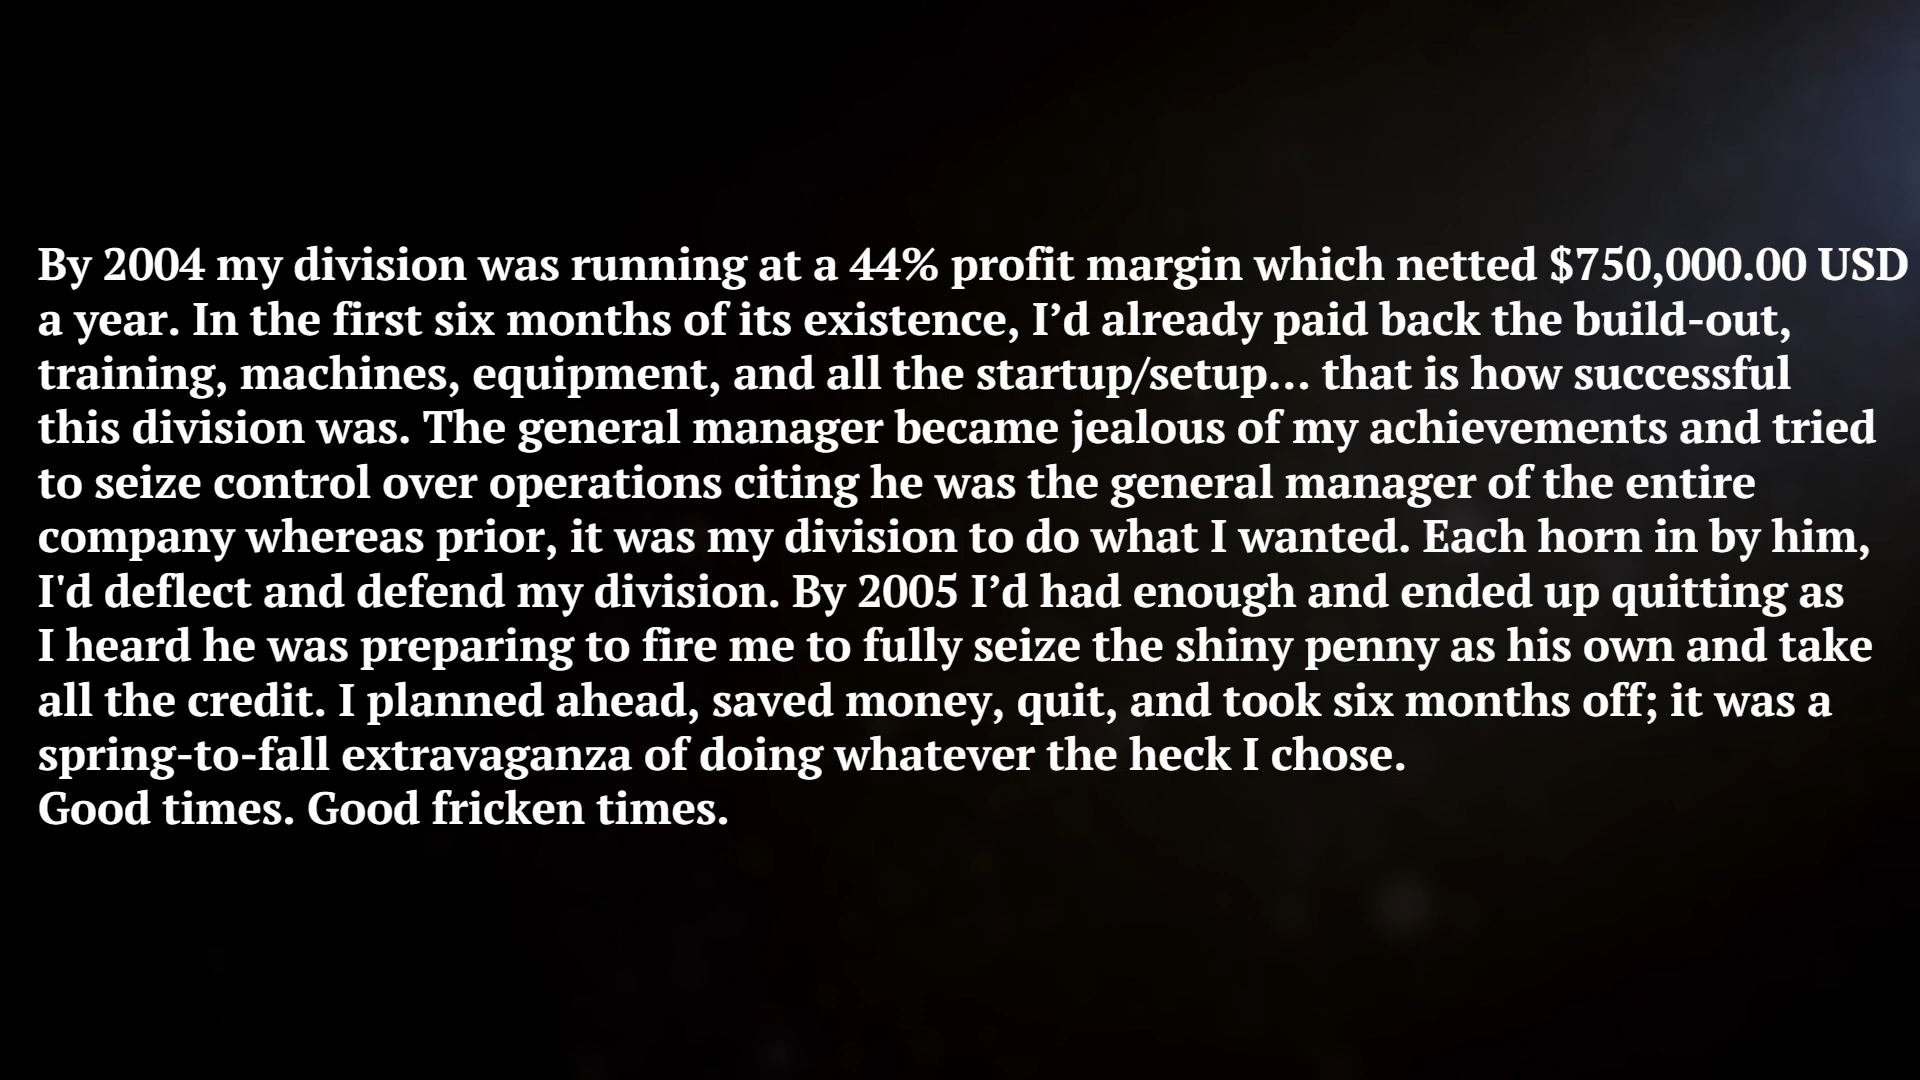 By 2004 my division was running at a 44% profit margin which netted $750,000.00 USD
a year. In the first six months of its existence, I’d already paid back the build-out,
training, machines, equipment, and all the startup/setup... that is how successful
this division was. The general manager became jealous of my achievements and tried
to seize control over operations citing he was the general manager of the entire
company whereas prior, it was my division to do what I wanted. Each horn in by him,
I'd deflect and defend my division. By 2005 I’d had enough and ended up quitting as
I heard he was preparing to fire me to fully seize the shiny penny as his own and take
all the credit. I planned ahead, saved money, quit, and took six months off; it was a
spring-to-fall extravaganza of doing whatever the heck I chose.
Good times. Good fricken times.